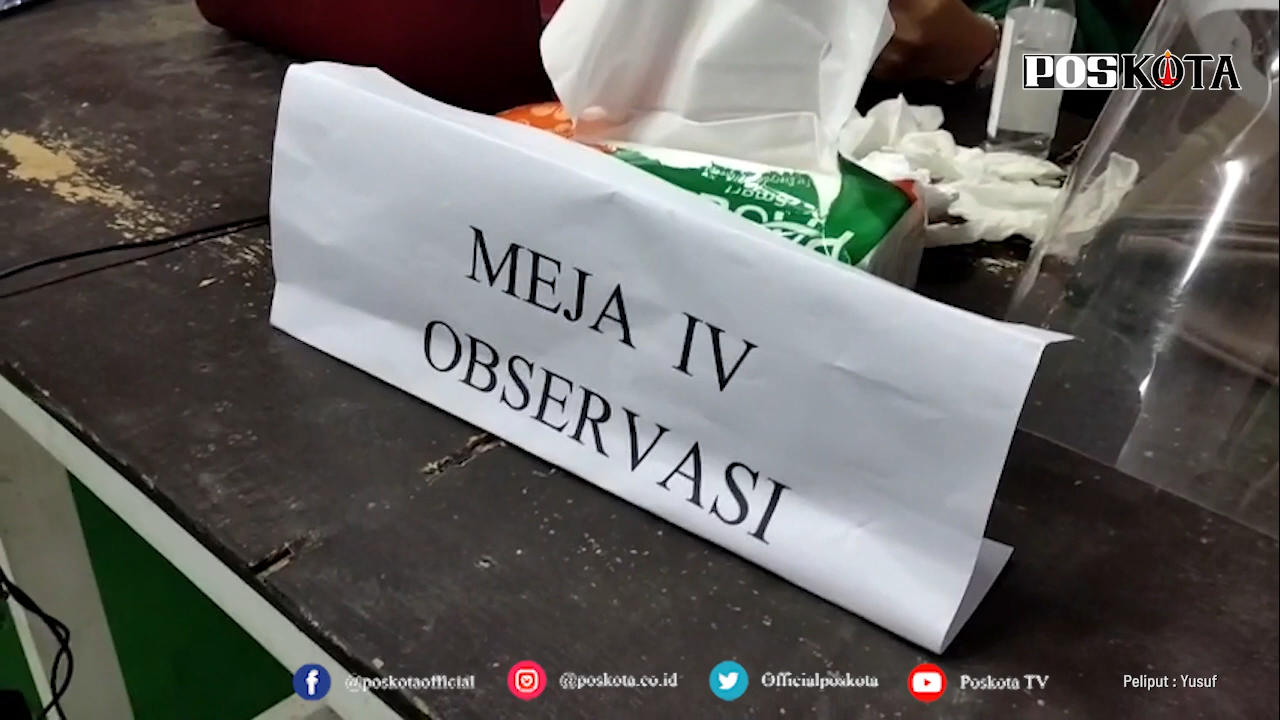 POSKOTA
MEJA IV
OBSERVASI
@poskotaofficial
@poskota.co.id
Officialposkota
Poskota TV
Peliput : Yusuf